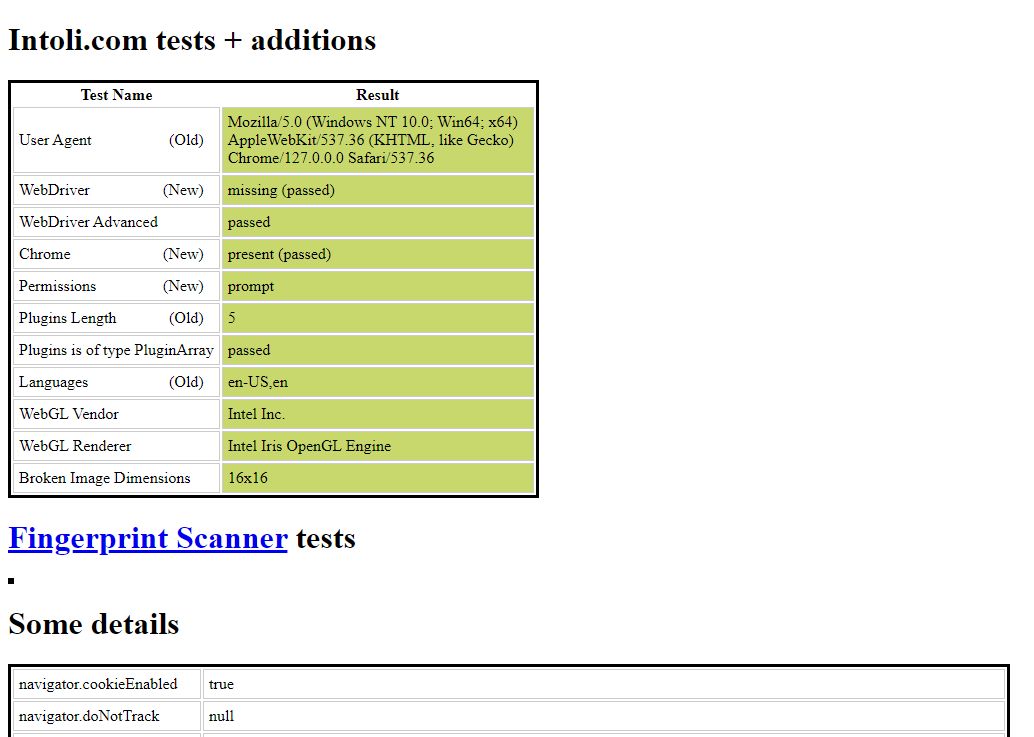 Intoli.com tests + additions
Test Name Result
User Agent (Old) Mozilla/5.0 (Windows NT 10.0; Win64; x64)
AppleWebKit/537.36 (KHTML, like Gecko)
Chrome/127.0.0.0 Safari/537.36
WebDriver (New) missing (passed)
WebDriver Advanced passed
Chrome (New) present (passed)
Permissions (New) prompt
Plugins Length (Old) 5
Plugins is of type PluginArray passed
Languages (Old) en-US,en
WebGL Vendor Intel Inc.
WebGL Renderer Intel Iris OpenGL Engine
Broken Image Dimensions 16x16
Fingerprint Scanner tests
Some details
navigator.cookieEnabled true
navigator.doNotTrack null